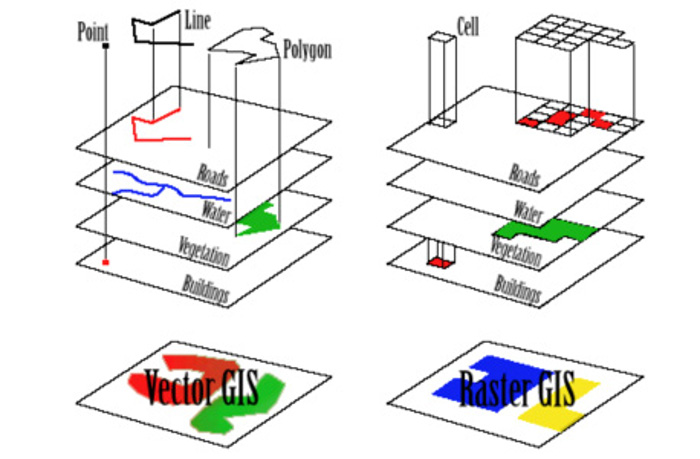 Point
Line
Polygon
Roads
Water
Vegetation
Buildings
Vector GIS
Cell
Roads
Water
Vegetation
Buildings
Raster GIS